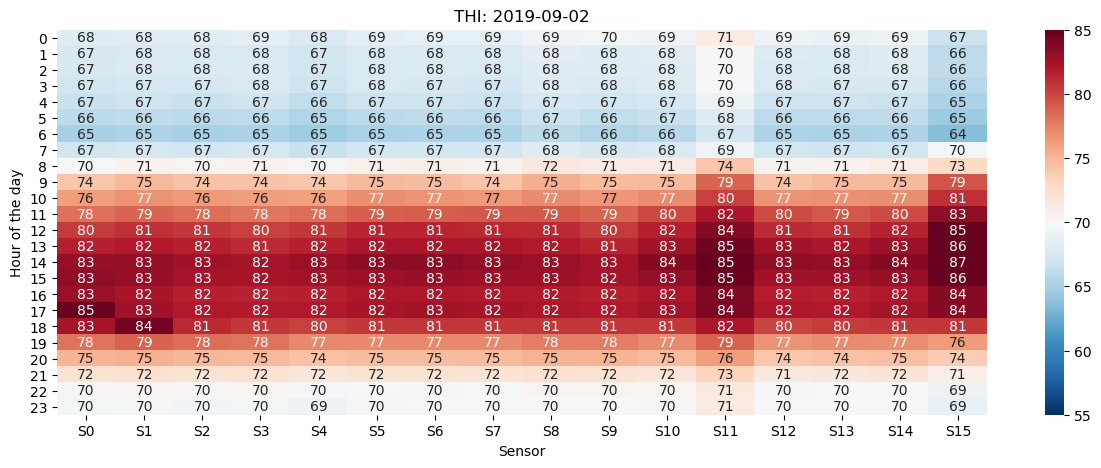 THI: 2019-09-02
Hour of the day
0 68 68 68 69 68 69 69 69 69 70 69 71 69 69 69 67
1 67 68 68 68 67 68 68 68 68 68 68 70 68 68 68 66
2 67 68 68 68 67 68 68 68 68 68 68 70 68 68 68 66
3 67 67 67 68 67 68 67 67 68 68 68 70 68 67 68 66
4 67 67 67 67 66 67 67 67 67 67 67 69 67 67 67 65
5 66 66 66 66 65 66 66 66 67 66 67 68 66 66 66 65
6 65 65 65 65 65 65 65 65 66 66 66 67 65 65 65 64
7 67 67 67 67 67 67 67 67 68 68 68 69 67 67 67 70
8 70 71 70 71 70 71 71 71 72 71 71 74 71 71 71 73
9 74 75 74 74 74 75 75 74 75 75 75 79 74 75 75 79
10 76 77 76 76 76 77 77 77 77 77 77 80 77 77 77 81
11 78 79 78 78 78 79 79 79 79 79 80 82 80 79 80 83
12 80 81 81 80 81 81 81 81 81 80 82 84 81 81 82 85
13 82 82 82 81 82 82 82 82 82 81 83 85 83 82 83 86
14 83 83 83 82 83 83 83 83 83 83 84 85 83 83 84 87
15 83 83 83 82 83 83 83 83 83 82 83 85 83 83 83 86
16 83 82 82 82 82 82 82 82 82 82 82 84 82 82 82 84
17 85 83 82 82 82 82 82 82 82 82 83 84 82 82 82 84
18 83 84 81 81 80 81 81 81 81 81 81 82 80 80 81 81
19 78 79 78 78 77 77 77 77 78 78 77 79 77 77 77 76
20 75 75 75 75 74 75 75 75 75 75 75 76 74 74 75 74
21 72 72 72 72 72 72 72 72 72 72 72 73 71 72 72 71
22 70 70 70 70 70 70 70 70 70 70 70 71 70 70 70 69
23 70 70 70 70 69 70 70 70 70 70 70 71 70 70 70 69
S0 S1 S2 S3 S4 S5 S6 S7 S8 S9 S10 S11 S12 S13 S14 S15
Sensor
85
80
75
70
65
60
55